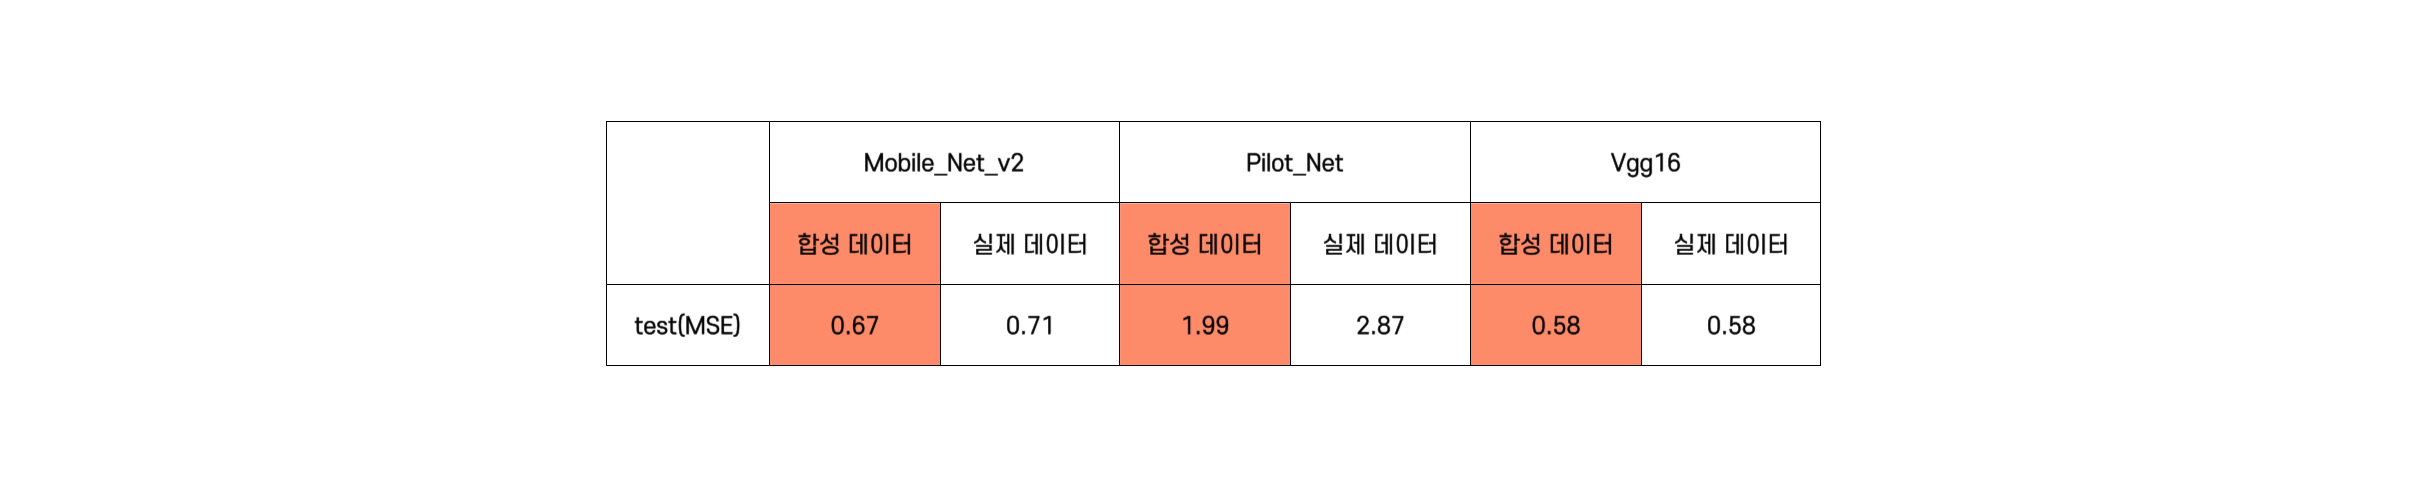 Mobile_Net_v2 Pilot_Net Vgg16
합성 데이터 실제 데이터 합성 데이터 실제 데이터 합성 데이터 실제 데이터
test(MSE) 0.67 0.71 1.99 2.87 0.58 0.58